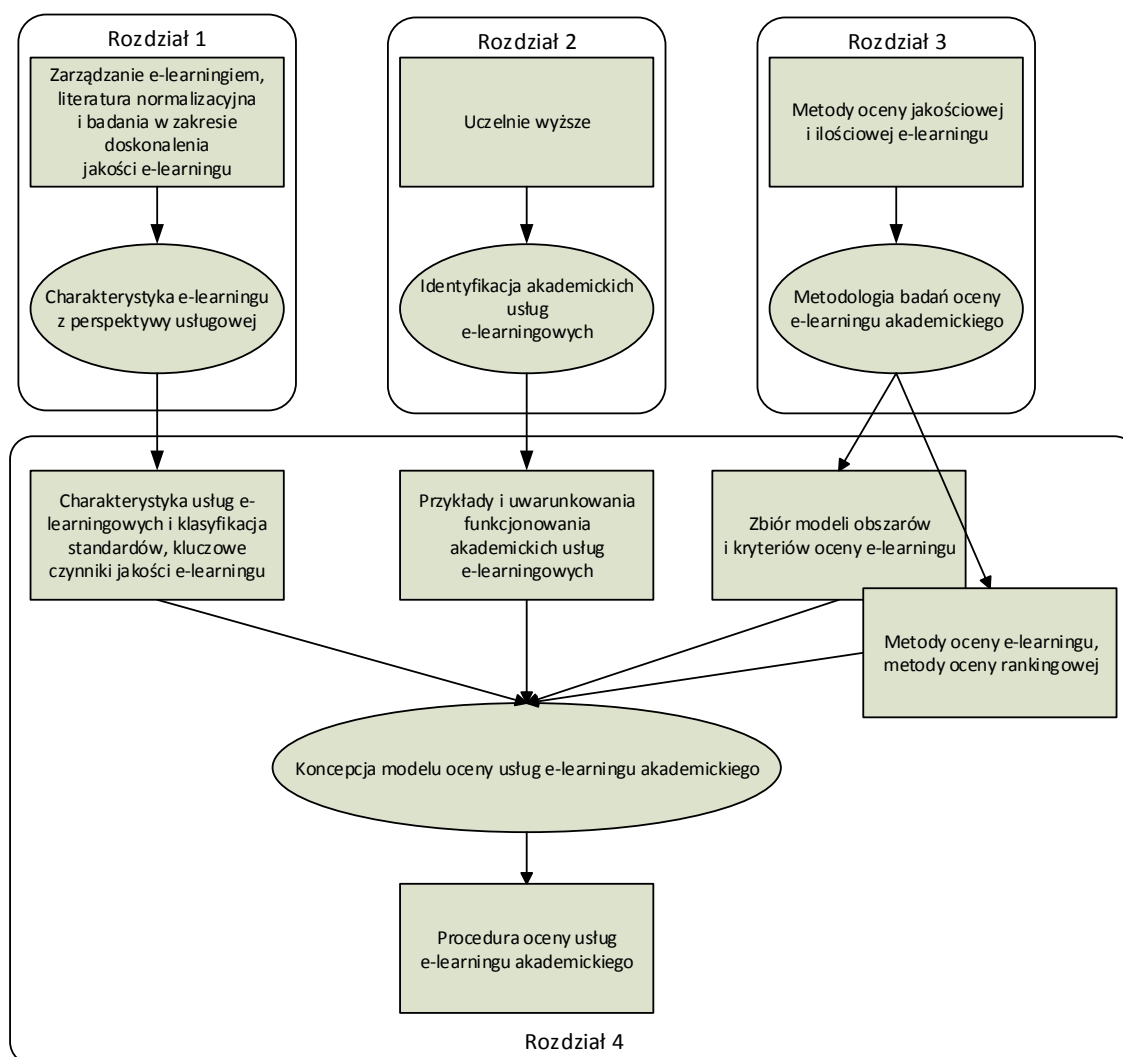 Rozdział 1
Zarządzanie e-learningiem,
literatura normalizacyjna
i badania w zakresie
doskonalenia
jakości e-learningu
Charakterystyka e-learningu
z perspektywy usługowej
Rozdział 2
Uczelnie wyższe
Identyfikacja akademickich
usług
e-learningowych
Rozdział 3
Metody oceny jakościowej
i ilościowej e-learningu
Metodologia badań oceny
e-learningu akademickiego
Charakterystyka usług e-
learningowych i klasyfikacja
standardów, kluczowe
czynniki jakości e-learningu
Przykłady i uwarunkowania
funkcjonowania
akademickich usług
e-learningowych
Zbiór modeli obszarów
i kryteriów oceny e-learningu
Metody oceny e-learningu,
metody oceny rankingowej
Koncepcja modelu oceny usług e-learningu akademickiego
Procedura oceny usług
e-learningu akademickiego
Rozdział 4